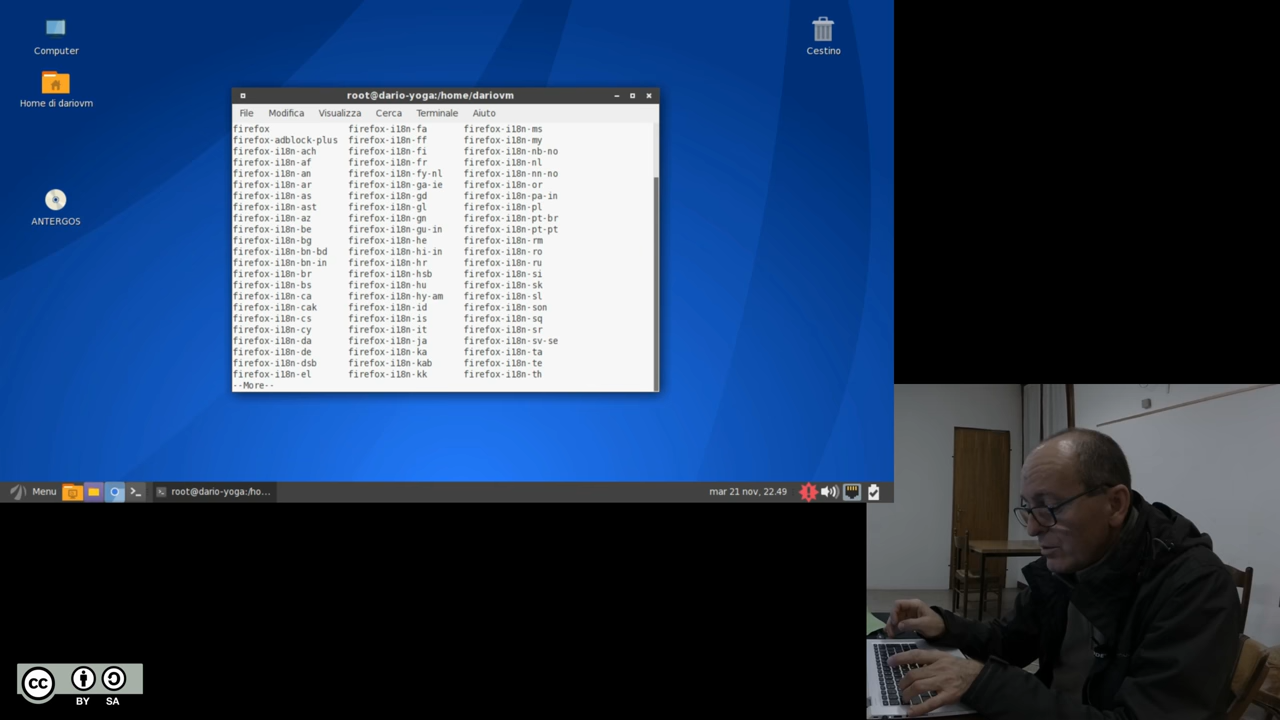 Computer
Home di dariovm
ANTERGOS
Cestino
root@dario-yoga:/home/dariovm
File Modifica Visualizza Cerca Terminale Aiuto
firefox firefox-i18n-fa firefox-i18n-ms
firefox-adblock-plus firefox-i18n-ff firefox-i18n-my
firefox-i18n-ach firefox-i18n-fi firefox-i18n-nb-no
firefox-i18n-af firefox-i18n-fr firefox-i18n-nl
firefox-i18n-an firefox-i18n-fy-nl firefox-i18n-nn-no
firefox-i18n-ar firefox-i18n-ga-ie firefox-i18n-or
firefox-i18n-as firefox-i18n-gd firefox-i18n-pa-in
firefox-i18n-ast firefox-i18n-gl firefox-i18n-pl
firefox-i18n-az firefox-i18n-gn firefox-i18n-pt-br
firefox-i18n-be firefox-i18n-gu-in firefox-i18n-pt-pt
firefox-i18n-bg firefox-i18n-he firefox-i18n-rm
firefox-i18n-bn-bd firefox-i18n-hi-in firefox-i18n-ro
firefox-i18n-bn-in firefox-i18n-hr firefox-i18n-ru
firefox-i18n-br firefox-i18n-hsb firefox-i18n-si
firefox-i18n-bs firefox-i18n-hu firefox-i18n-sk
firefox-i18n-ca firefox-i18n-hy-am firefox-i18n-sl
firefox-i18n-cak firefox-i18n-id firefox-i18n-son
firefox-i18n-cs firefox-i18n-is firefox-i18n-sq
firefox-i18n-cy firefox-i18n-it firefox-i18n-sr
firefox-i18n-da firefox-i18n-ja firefox-i18n-sv-se
firefox-i18n-de firefox-i18n-ka firefox-i18n-ta
firefox-i18n-dsb firefox-i18n-kab firefox-i18n-te
firefox-i18n-el firefox-i18n-kk firefox-i18n-th
--More--
Menu root@dario-yoga:/ho... mar 21 nov, 22.49
cc
BY SA